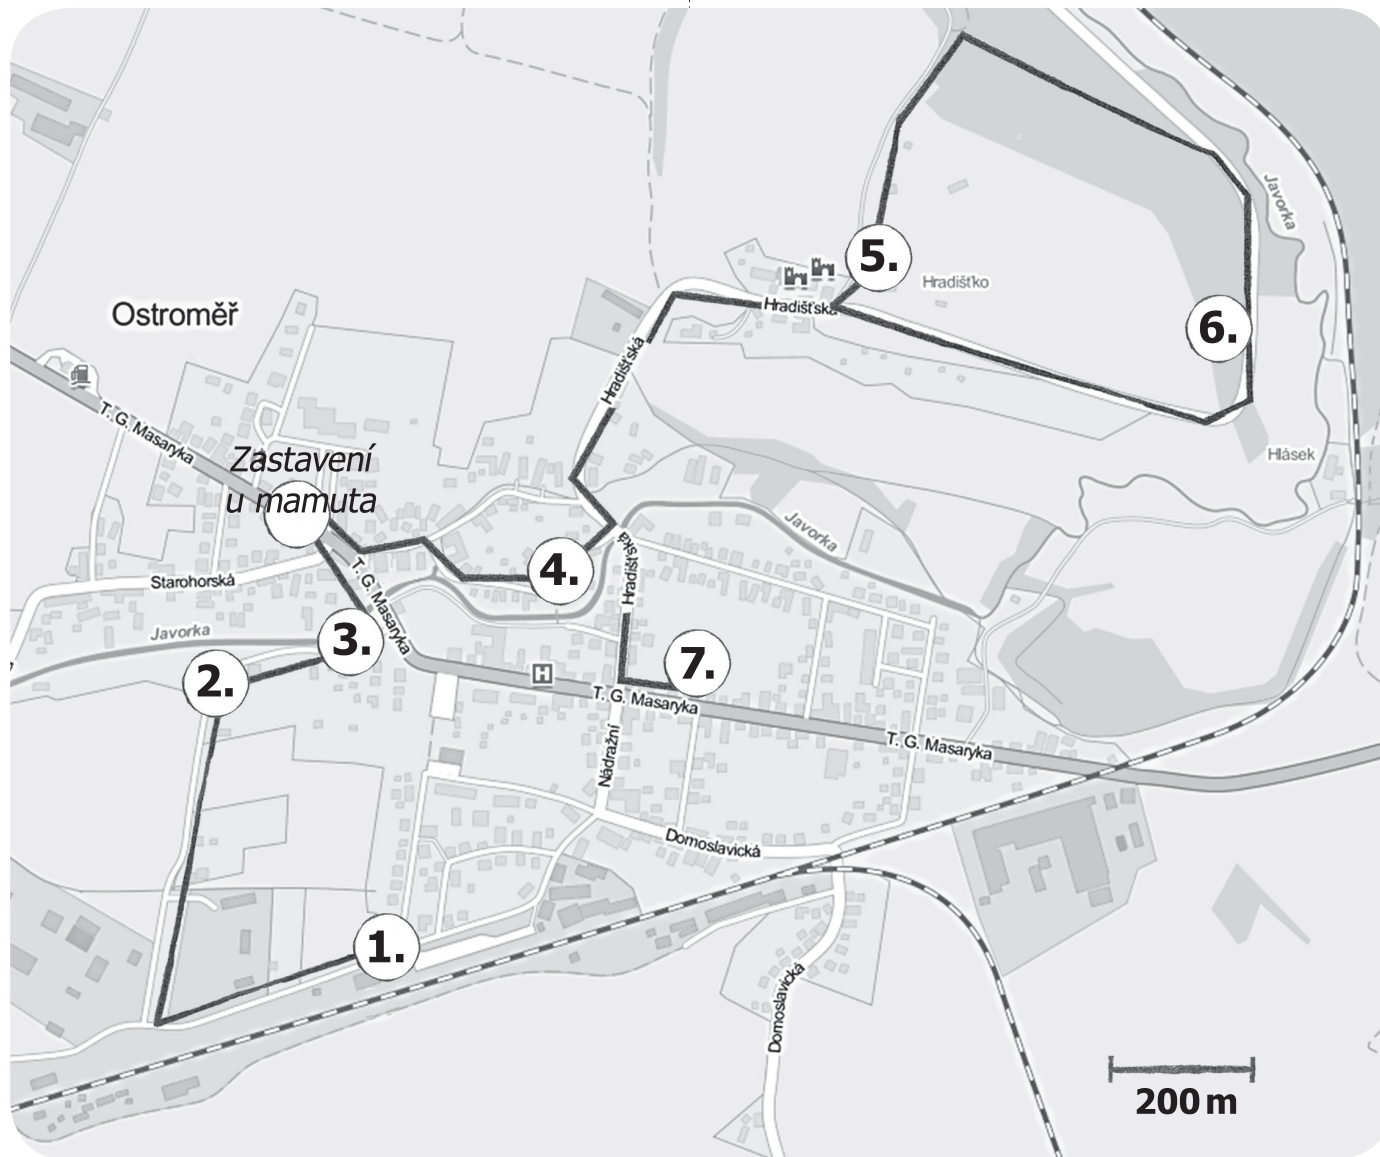 Javorka
5.
Hradišťko
Hradišťská
Ostroměř
6.
Hradišťská
T. G. Masaryka
Zastavení
u mamuta
Hlásek
Javorka
Hradišťská
4.
T. G. Masaryka
Starohorská
Javorka
3.
2.
7.
H
T. G. Masaryka
T. G. Masaryka
Nádražní
Domoslavická
1.
Domoslavická
200 m